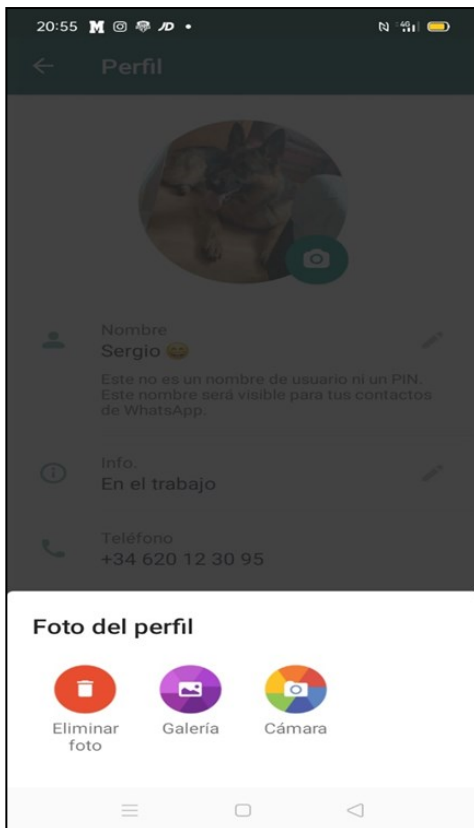 20:55
Perfil
Nombre
Sergio 😄
Este no es un nombre de usuario ni un PIN.
Este nombre será visible para tus contactos
de WhatsApp.
Info.
En el trabajo
Teléfono
+34 620 12 30 95
Foto del perfil
Eliminar
foto
Galería
Cámara